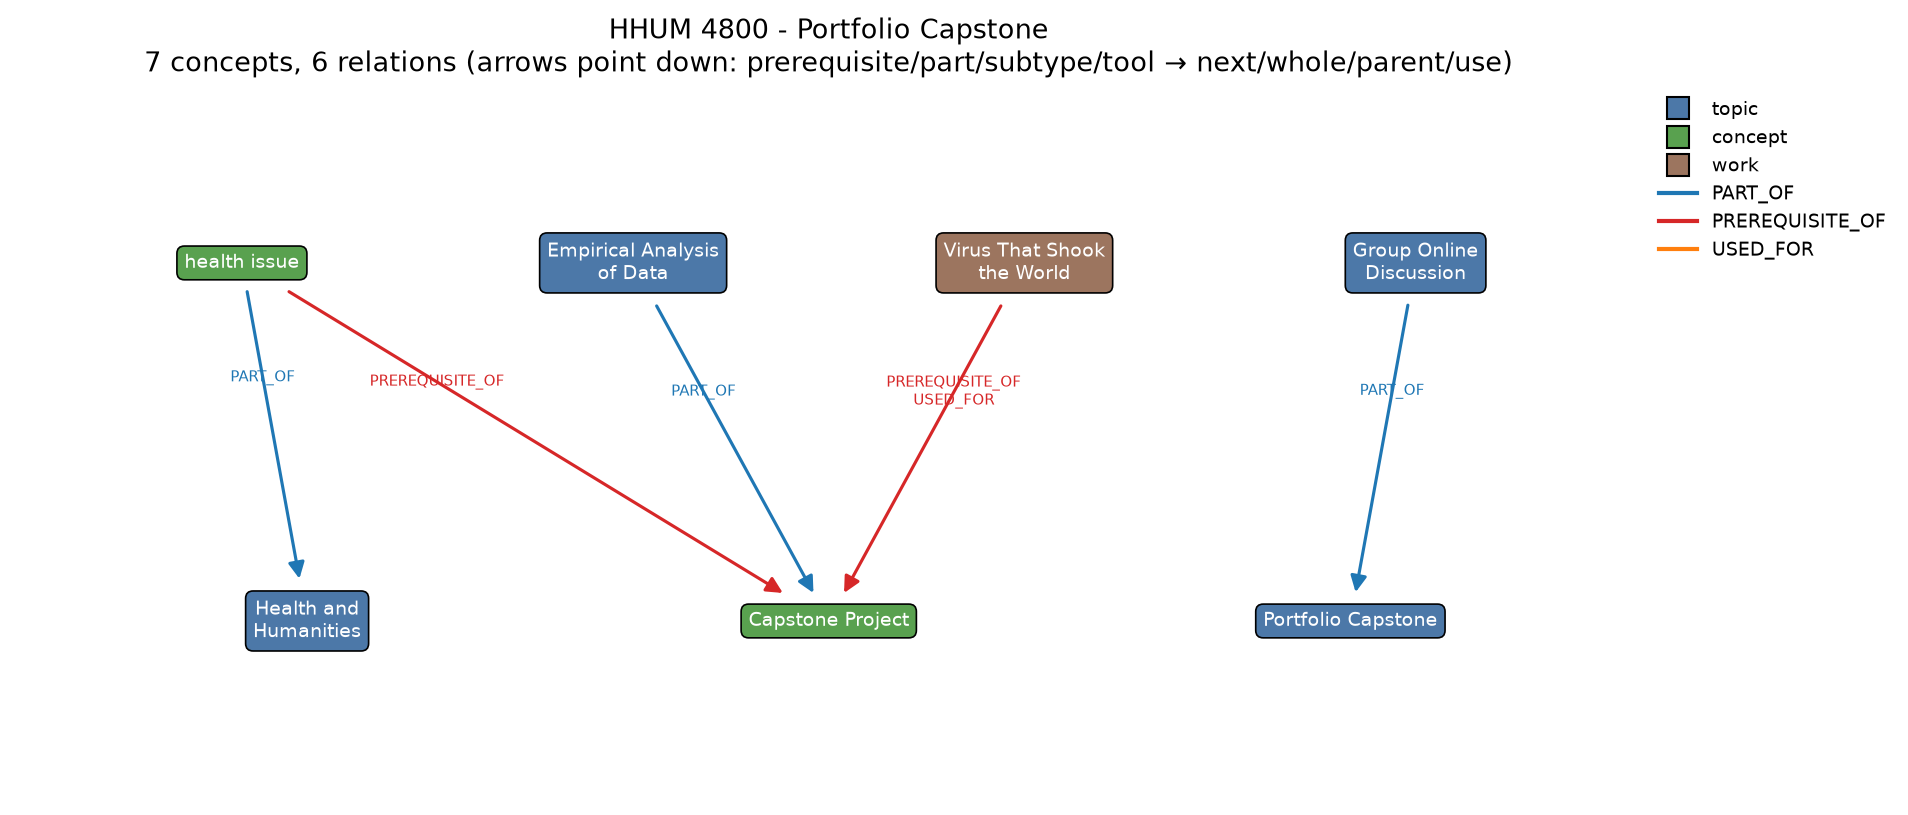 HHUM 4800 - Portfolio Capstone
7 concepts, 6 relations (arrows point down: prerequisite/part/subtype/tool → next/whole/parent/use)
topic
concept
work
PART_OF
PREREQUISITE_OF
USED_FOR
health issue
Empirical Analysis
of Data
Virus That Shook
the World
Group Online
Discussion
PART_OF
PREREQUISITE_OF
PART_OF
PREREQUISITE_OF
USED_FOR
PART_OF
Health and
Humanities
Capstone Project
Portfolio Capstone